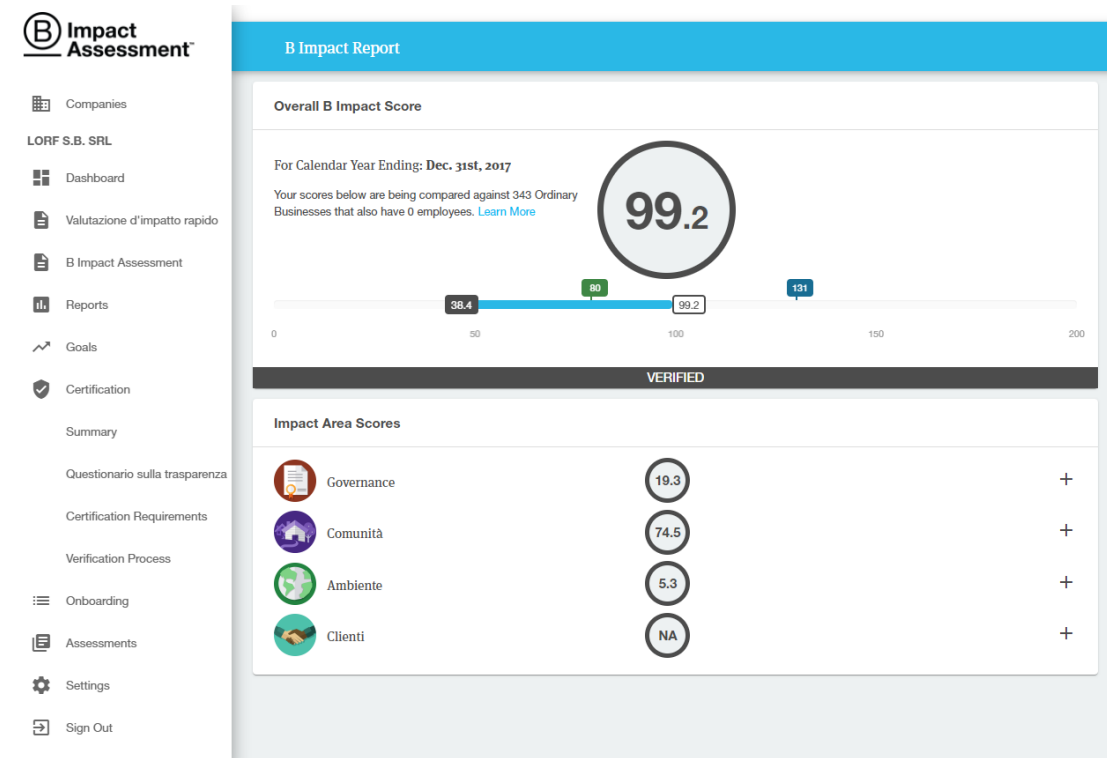 B Impact
Assessment™
Companies
LORF S.B. SRL
Dashboard
Valutazione d'impatto rapido
B Impact Assessment
Reports
Goals
Certification
Summary
Questionario sulla trasparenza
Certification Requirements
Verification Process
Onboarding
Assessments
Settings
Sign Out
B Impact Report
Overall B Impact Score
For Calendar Year Ending: Dec. 31st, 2017
Your scores below are being compared against 343 Ordinary
Businesses that also have 0 employees. Learn More
99.2
80 131
38.4 99.2
0 50 100 150 200
VERIFIED
Impact Area Scores
Governance 19.3 +
Comunità 74.5 +
Ambiente 5.3 +
Clienti NA +